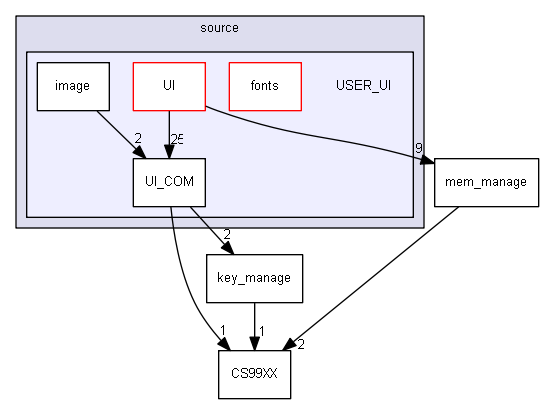 source
image
UI
fonts
USER_UI
2
25
9
UI_COM
mem_manage
2
key_manage
1
1
2
CS99XX